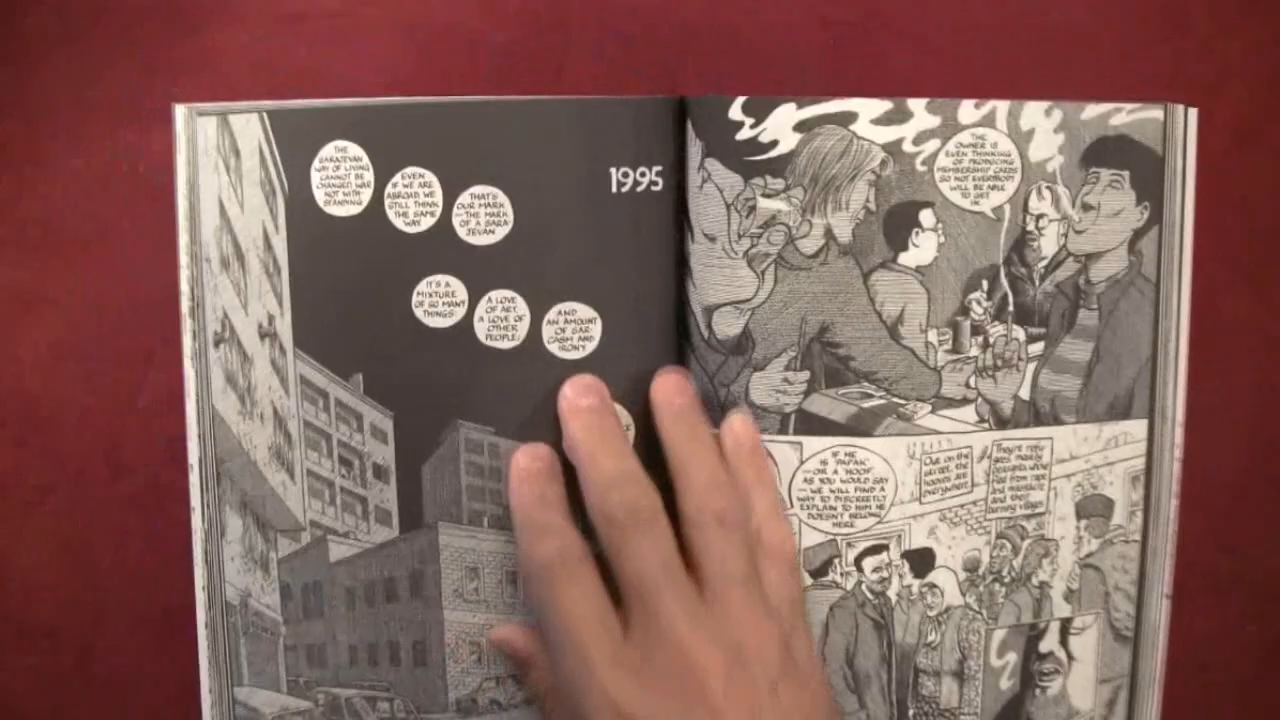 THE
SARAJEVAN
WAY OF LIVING
CANNOT BE
CHANGED, WAR
NOT WITH-
STANDING.
EVEN
IF WE ARE
ABROAD, WE
STILL THINK
THE SAME
WAY.
THAT'S
OUR MARK
—THE MARK
OF A SARA-
JEVAN.
1995
IT'S A
MIXTURE
OF SO MANY
THINGS:
A LOVE
OF ART,
A LOVE OF
OTHER
PEOPLE;
AND
AN AMOUNT
OF SAR-
CASM AND
IRONY.
THE
OWNER IS
EVEN THINKING
OF PRODUCING
MEMBERSHIP CARDS
SO NOT EVERYBODY
WILL BE ABLE
TO GET
IN.
IF HE
IS 'PAPAK'
—OR A 'HOOF'
AS YOU WOULD SAY
—WE WILL FIND A
WAY TO DISCREETLY
EXPLAIN TO HIM HE
DOESN'T BELONG
HERE.
Out on the
street, the
hooves are
everywhere.
They're refu-
gees, mostly
peasants, who've
fled from rape
and massacre
and their
burning villages.